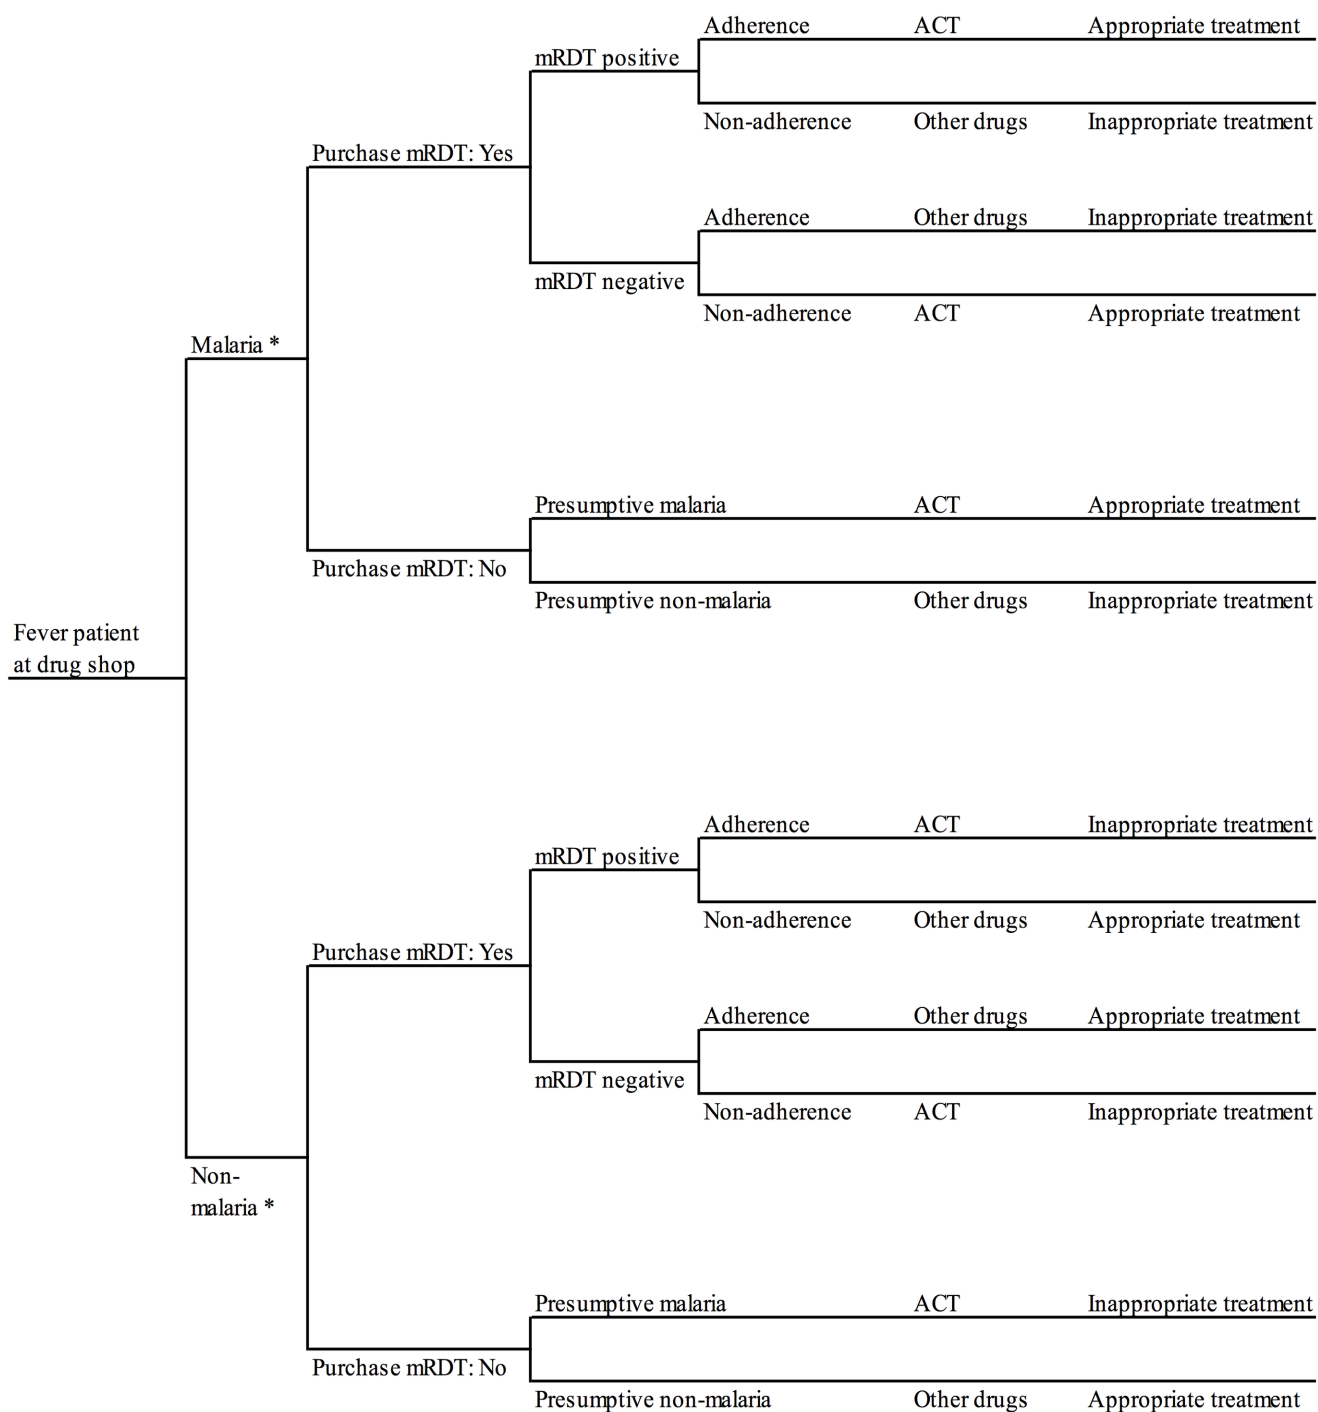 Adherence ACT Appropriate treatment
mRDT positive
Non-adherence Other drugs Inappropriate treatment
Purchase mRDT: Yes
Adherence Other drugs Inappropriate treatment
mRDT negative
Non-adherence ACT Appropriate treatment
Malaria *
Presumptive malaria ACT Appropriate treatment
Purchase mRDT: No
Presumptive non-malaria Other drugs Inappropriate treatment
Fever patient
at drug shop
Adherence ACT Inappropriate treatment
mRDT positive
Non-adherence Other drugs Appropriate treatment
Purchase mRDT: Yes
Adherence Other drugs Appropriate treatment
mRDT negative
Non-adherence ACT Inappropriate treatment
Non-
malaria *
Presumptive malaria ACT Inappropriate treatment
Purchase mRDT: No
Presumptive non-malaria Other drugs Appropriate treatment